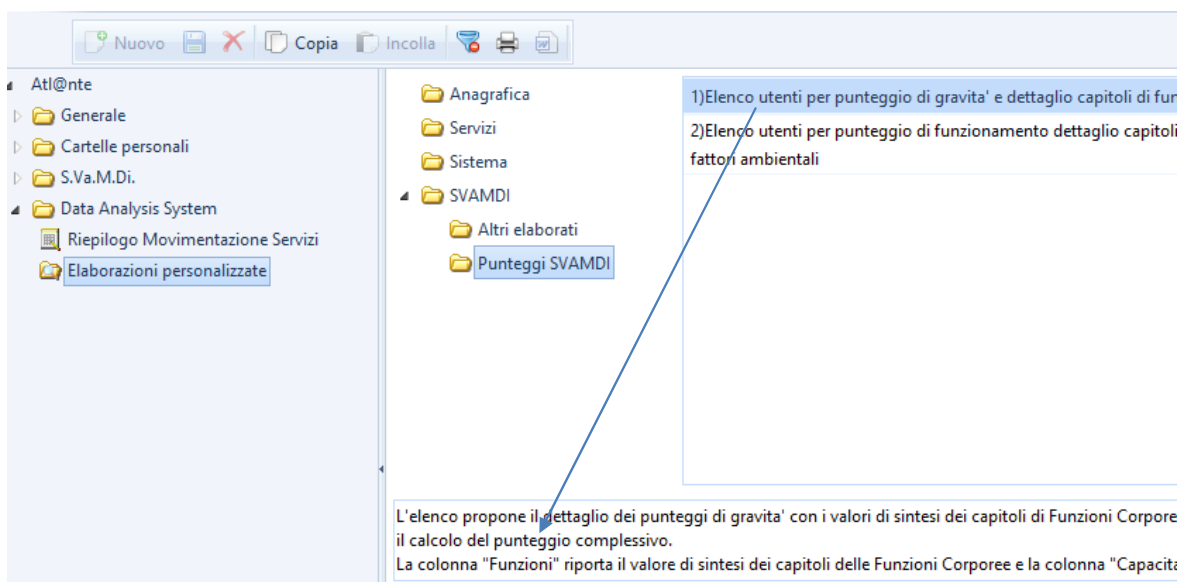 Nuovo Copia Incolla
Atl@nte
Generale
Cartelle personali
S.Va.M.Di.
Data Analysis System
Riepilogo Movimentazione Servizi
Elaborazioni personalizzate
Anagrafica
Servizi
Sistema
SVAMDI
Altri elaborati
Punteggi SVAMDI
1)Elenco utenti per punteggio di gravita' e dettaglio capitoli di fun
2)Elenco utenti per punteggio di funzionamento dettaglio capitoli
fattori ambientali
L'elenco propone il dettaglio dei punteggi di gravita' con i valori di sintesi dei capitoli di Funzioni Corpore
il calcolo del punteggio complessivo.
La colonna "Funzioni" riporta il valore di sintesi dei capitoli delle Funzioni Corporee e la colonna "Capacita